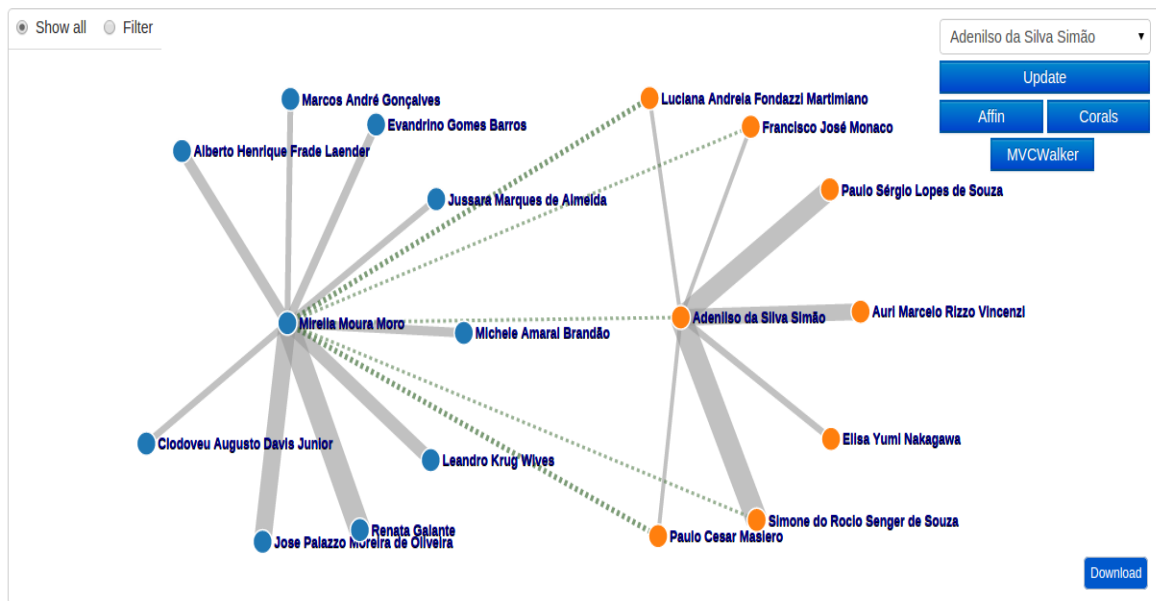 Show all
Filter
Adenilso da Silva Simão
Update
Affin
Corals
MVCWalker
Marcos André Gonçalves
Evandrino Gomes Barros
Alberto Henrique Frade Laender
Jussara Marques de Almeida
Mirella Moura Moro
Michele Amaral Brandão
Clodoveu Augusto Davis Junior
Leandro Krug Wives
Renata Galante
Jose Palazzo Moreira de Oliveira
Luciana Andreia Fondazzi Martimiano
Francisco José Monaco
Paulo Sérgio Lopes de Souza
Adenilso da Silva Simão
Auri Marcelo Rizzo Vincenzi
Elisa Yumi Nakagawa
Simone do Rocio Senger de Souza
Paulo Cesar Masiero
Download